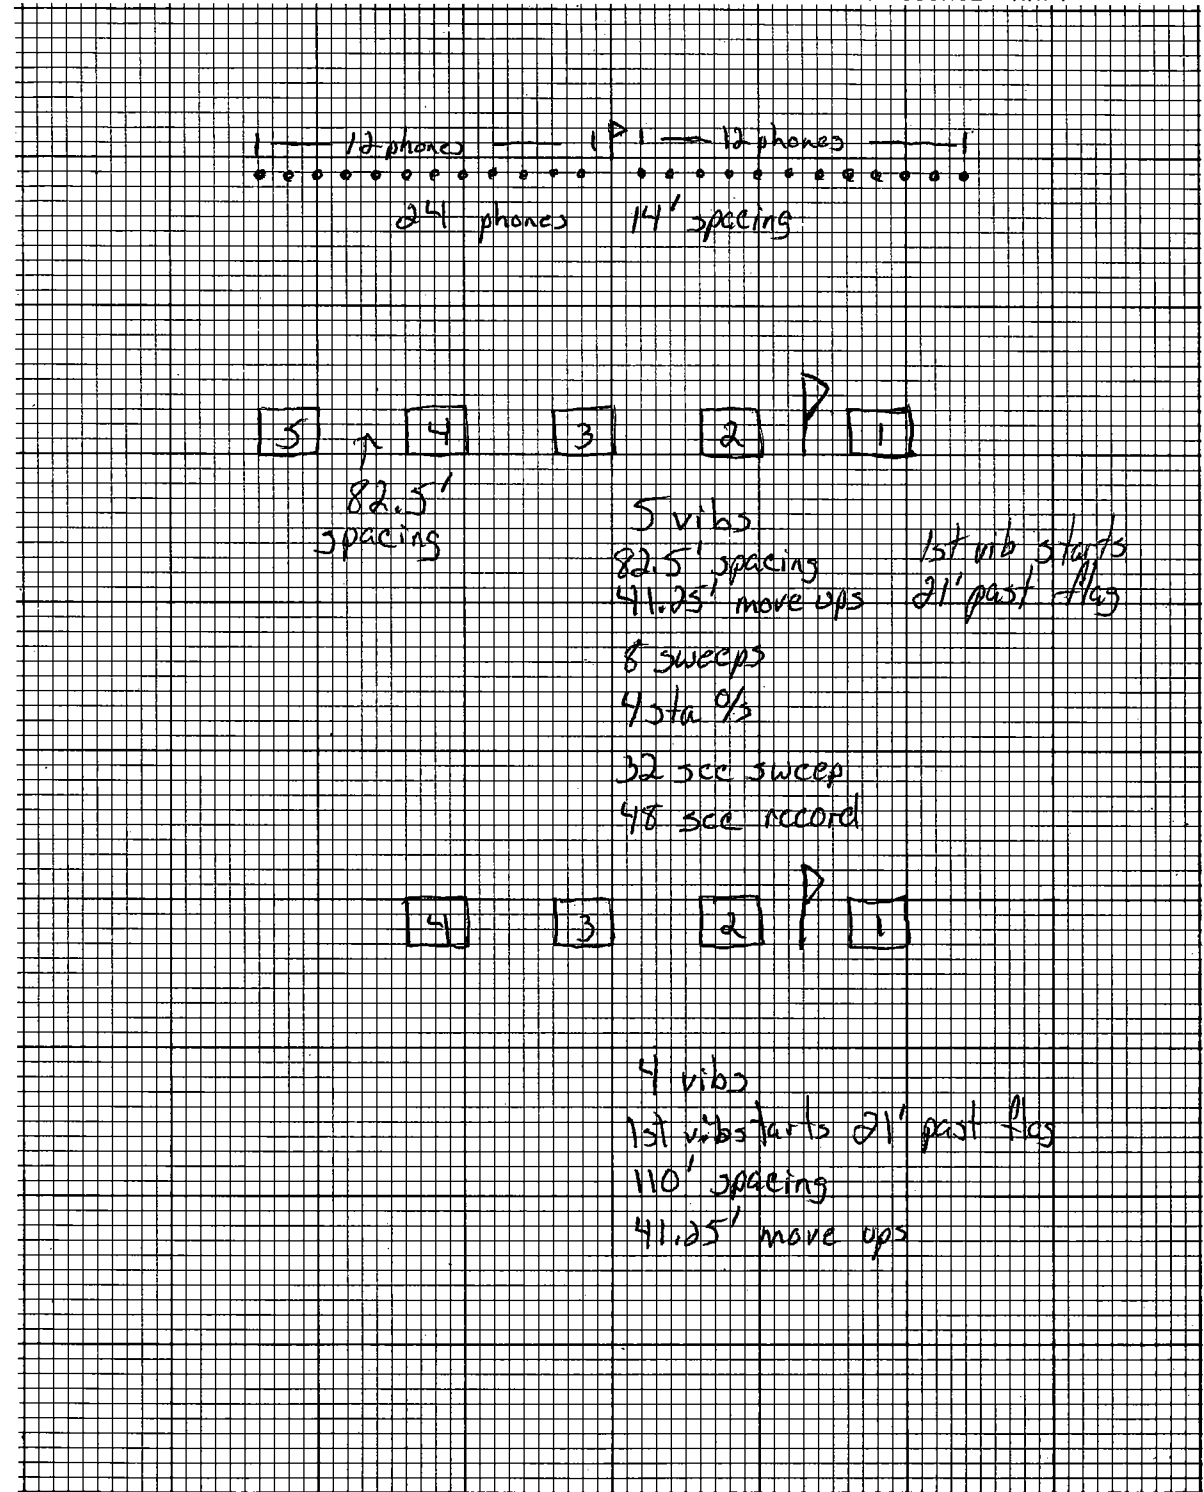 12 phones 12 phones
24 phones 14' spacing
5 4 3 2 1
82.5'
spacing
5 vibs
82.5' spacing
41.25' move ups
1st vib starts
21' past flag
8 sweeps
4 sta o/s
32 sec sweep
48 sec record
4 3 2 1
4 vibs
1st vib starts 21' past flag
110' spacing
41.25' move ups